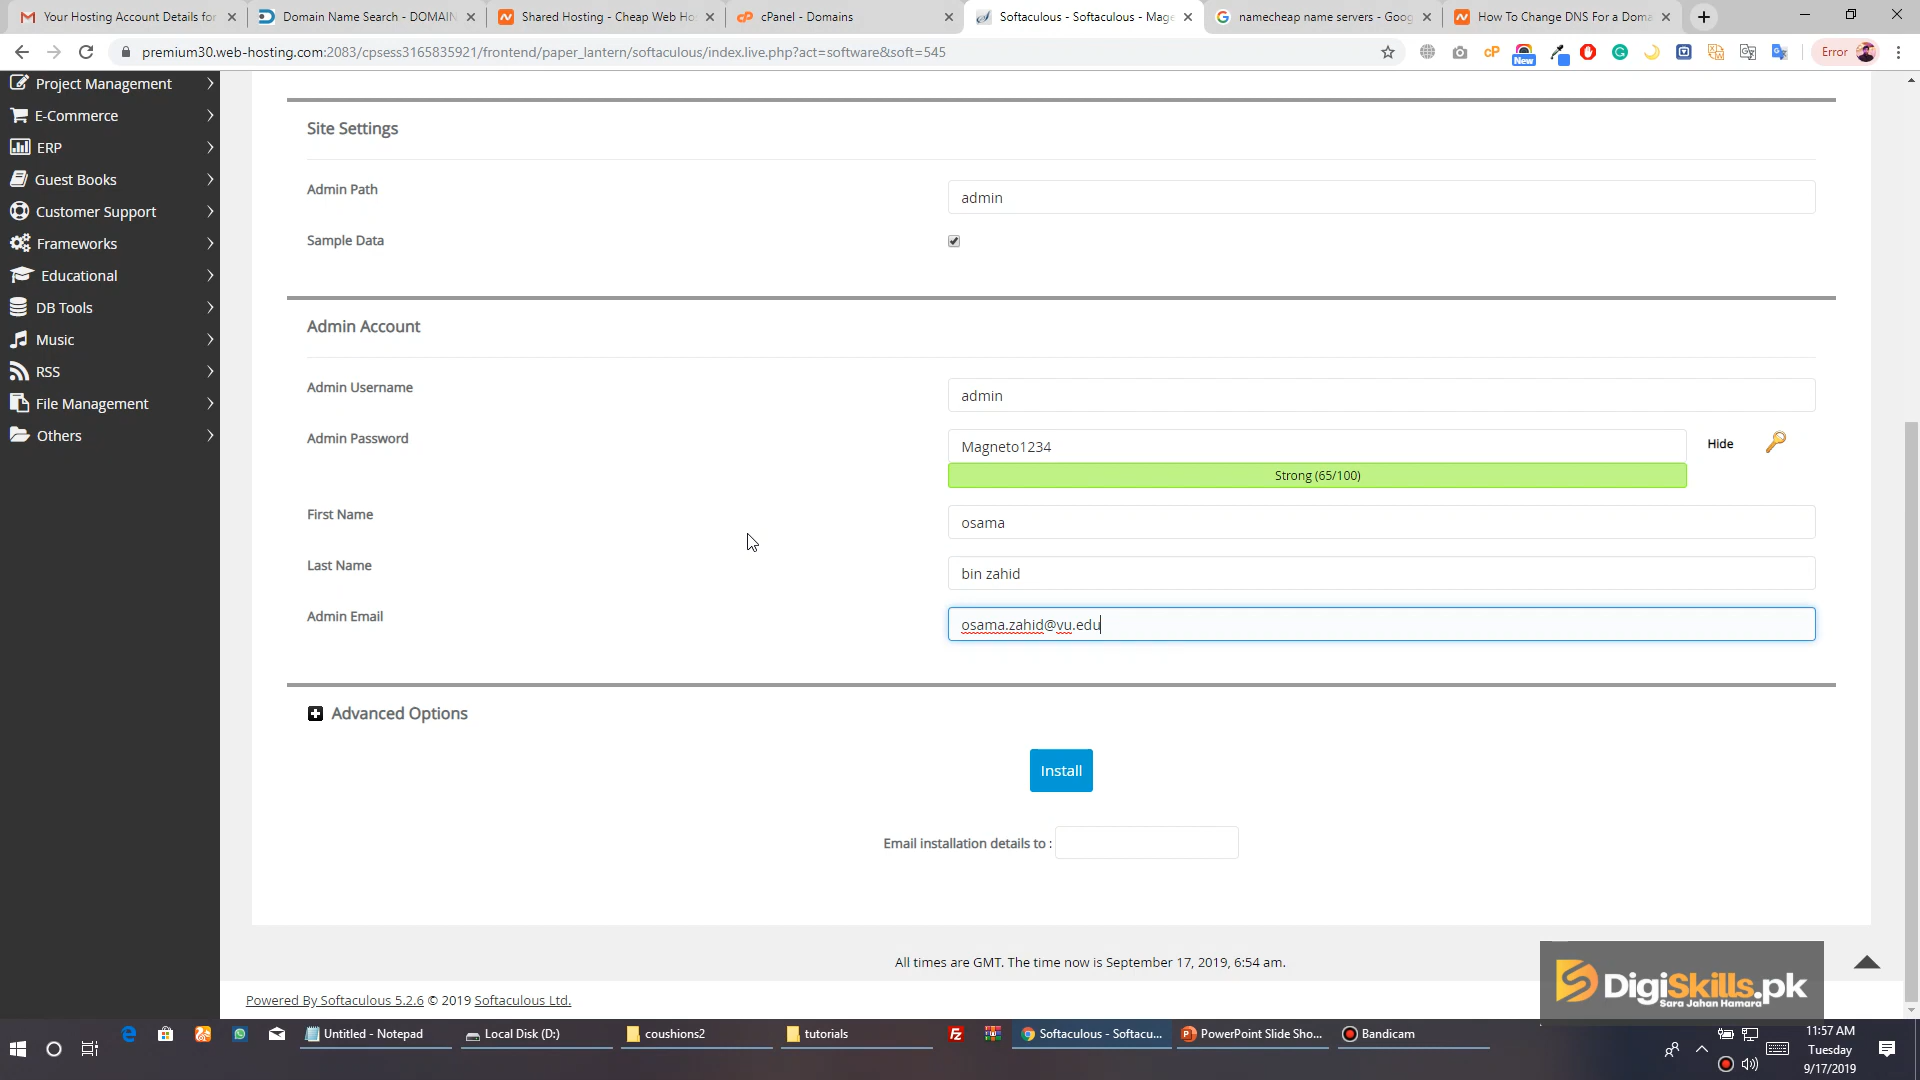 Your Hosting Account Details for
Domain Name Search - DOMAIN
Shared Hosting - Cheap Web Ho
cPanel - Domains
Softaculous - Softaculous - Mage
namecheap name servers - Goog
How To Change DNS For a Doma
premium30.web-hosting.com:2083/cpsess3165835921/frontend/paper_lantern/softaculous/index.live.php?act=software&soft=545
cP
New
Error
Project Management
E-Commerce
ERP
Guest Books
Customer Support
Frameworks
Educational
DB Tools
Music
RSS
File Management
Others
Site Settings
Admin Path
admin
Sample Data
Admin Account
Admin Username
admin
Admin Password
Magneto1234
Hide
Strong (65/100)
First Name
osama
Last Name
bin zahid
Admin Email
osama.zahid@vu.edu
Advanced Options
Install
Email installation details to :
All times are GMT. The time now is September 17, 2019, 6:54 am.
Powered By Softaculous 5.2.6 © 2019 Softaculous Ltd.
DigiSkills.pk
Sara Jahan Hamara
Untitled - Notepad
Local Disk (D:)
coushions2
tutorials
Softaculous - Softacu...
PowerPoint Slide Sho...
Bandicam
11:57 AM
Tuesday
9/17/2019